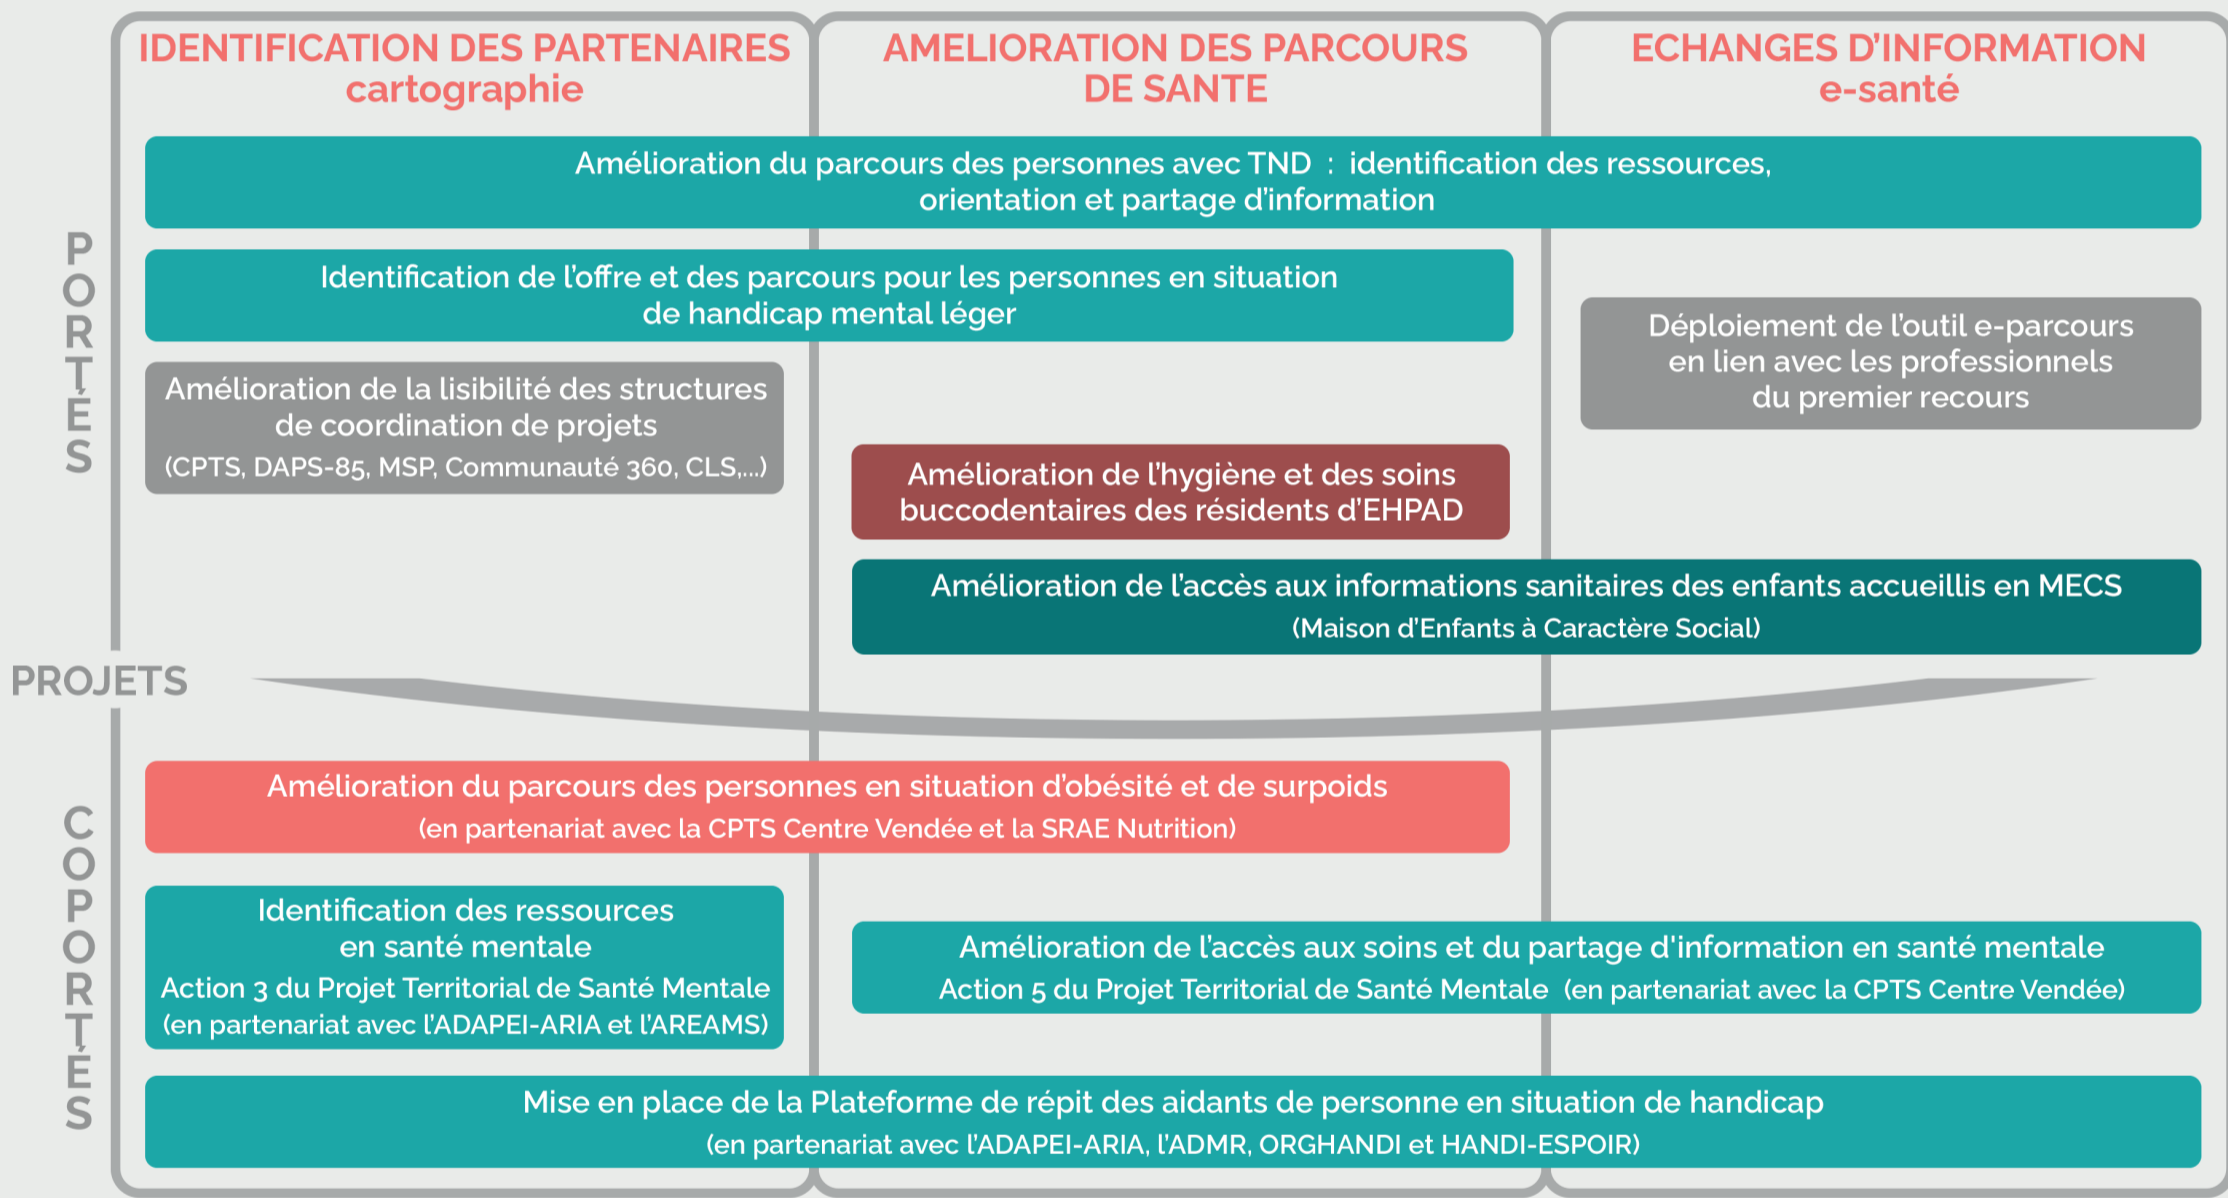 IDENTIFICATION DES PARTENAIRES
cartographie
AMELIORATION DES PARCOURS
DE SANTE
ECHANGES D’INFORMATION
e-santé
PORTÉS
Amélioration du parcours des personnes avec TND : identification des ressources,
orientation et partage d’information
Identification de l’offre et des parcours pour les personnes en situation
de handicap mental léger
Déploiement de l’outil e-parcours
en lien avec les professionnels
du premier recours
Amélioration de la lisibilité des structures
de coordination de projets
(CPTS, DAPS-85, MSP, Communauté 360, CLS,...)
Amélioration de l’hygiène et des soins
buccodentaires des résidents d’EHPAD
Amélioration de l’accès aux informations sanitaires des enfants accueillis en MECS
(Maison d’Enfants à Caractère Social)
PROJETS
COPORTÉS
Amélioration du parcours des personnes en situation d’obésité et de surpoids
(en partenariat avec la CPTS Centre Vendée et la SRAE Nutrition)
Identification des ressources
en santé mentale
Action 3 du Projet Territorial de Santé Mentale
(en partenariat avec l’ADAPEI-ARIA et l’AREAMS)
Amélioration de l’accès aux soins et du partage d'information en santé mentale
Action 5 du Projet Territorial de Santé Mentale (en partenariat avec la CPTS Centre Vendée)
Mise en place de la Plateforme de répit des aidants de personne en situation de handicap
(en partenariat avec l’ADAPEI-ARIA, l’ADMR, ORGHANDI et HANDI-ESPOIR)